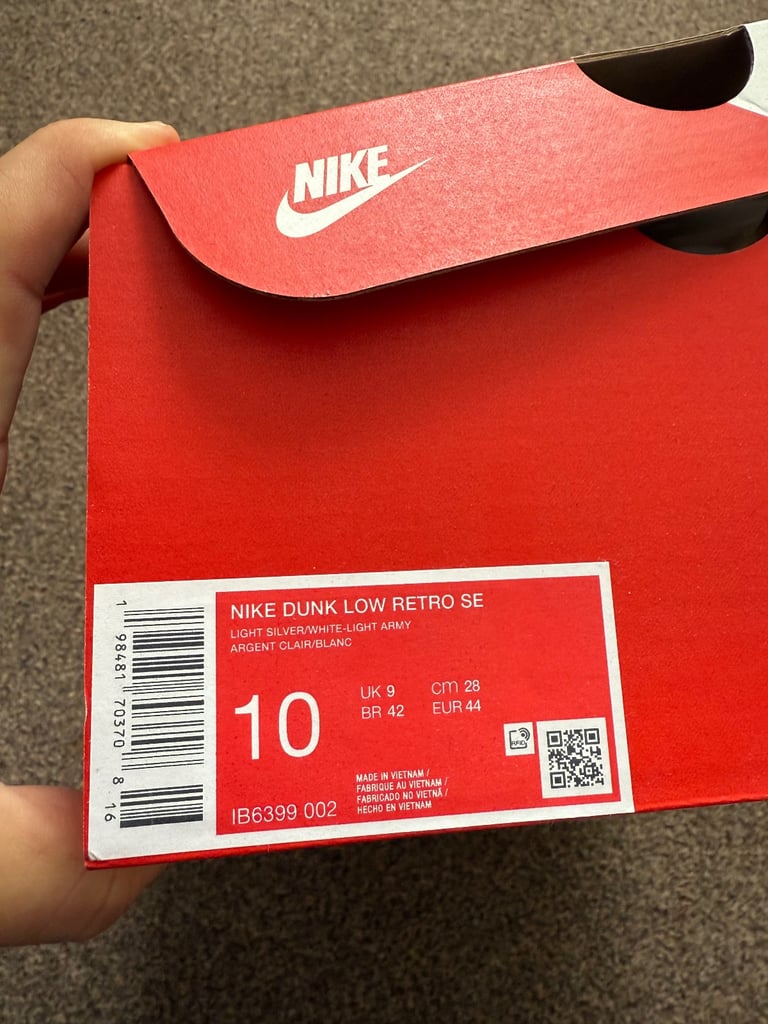 NIKE
NIKE DUNK LOW RETRO SE
LIGHT SILVER/WHITE-LIGHT ARMY
ARGENT CLAIR/BLANC
10
UK 9 cm 28
BR 42 EUR 44
RFID
MADE IN VIETNAM /
FABRIQUE AU VIETNAM /
FABRICADO NO VIETNÃ /
HECHO EN VIETNAM
IB6399 002
1 98481 70370 8 16